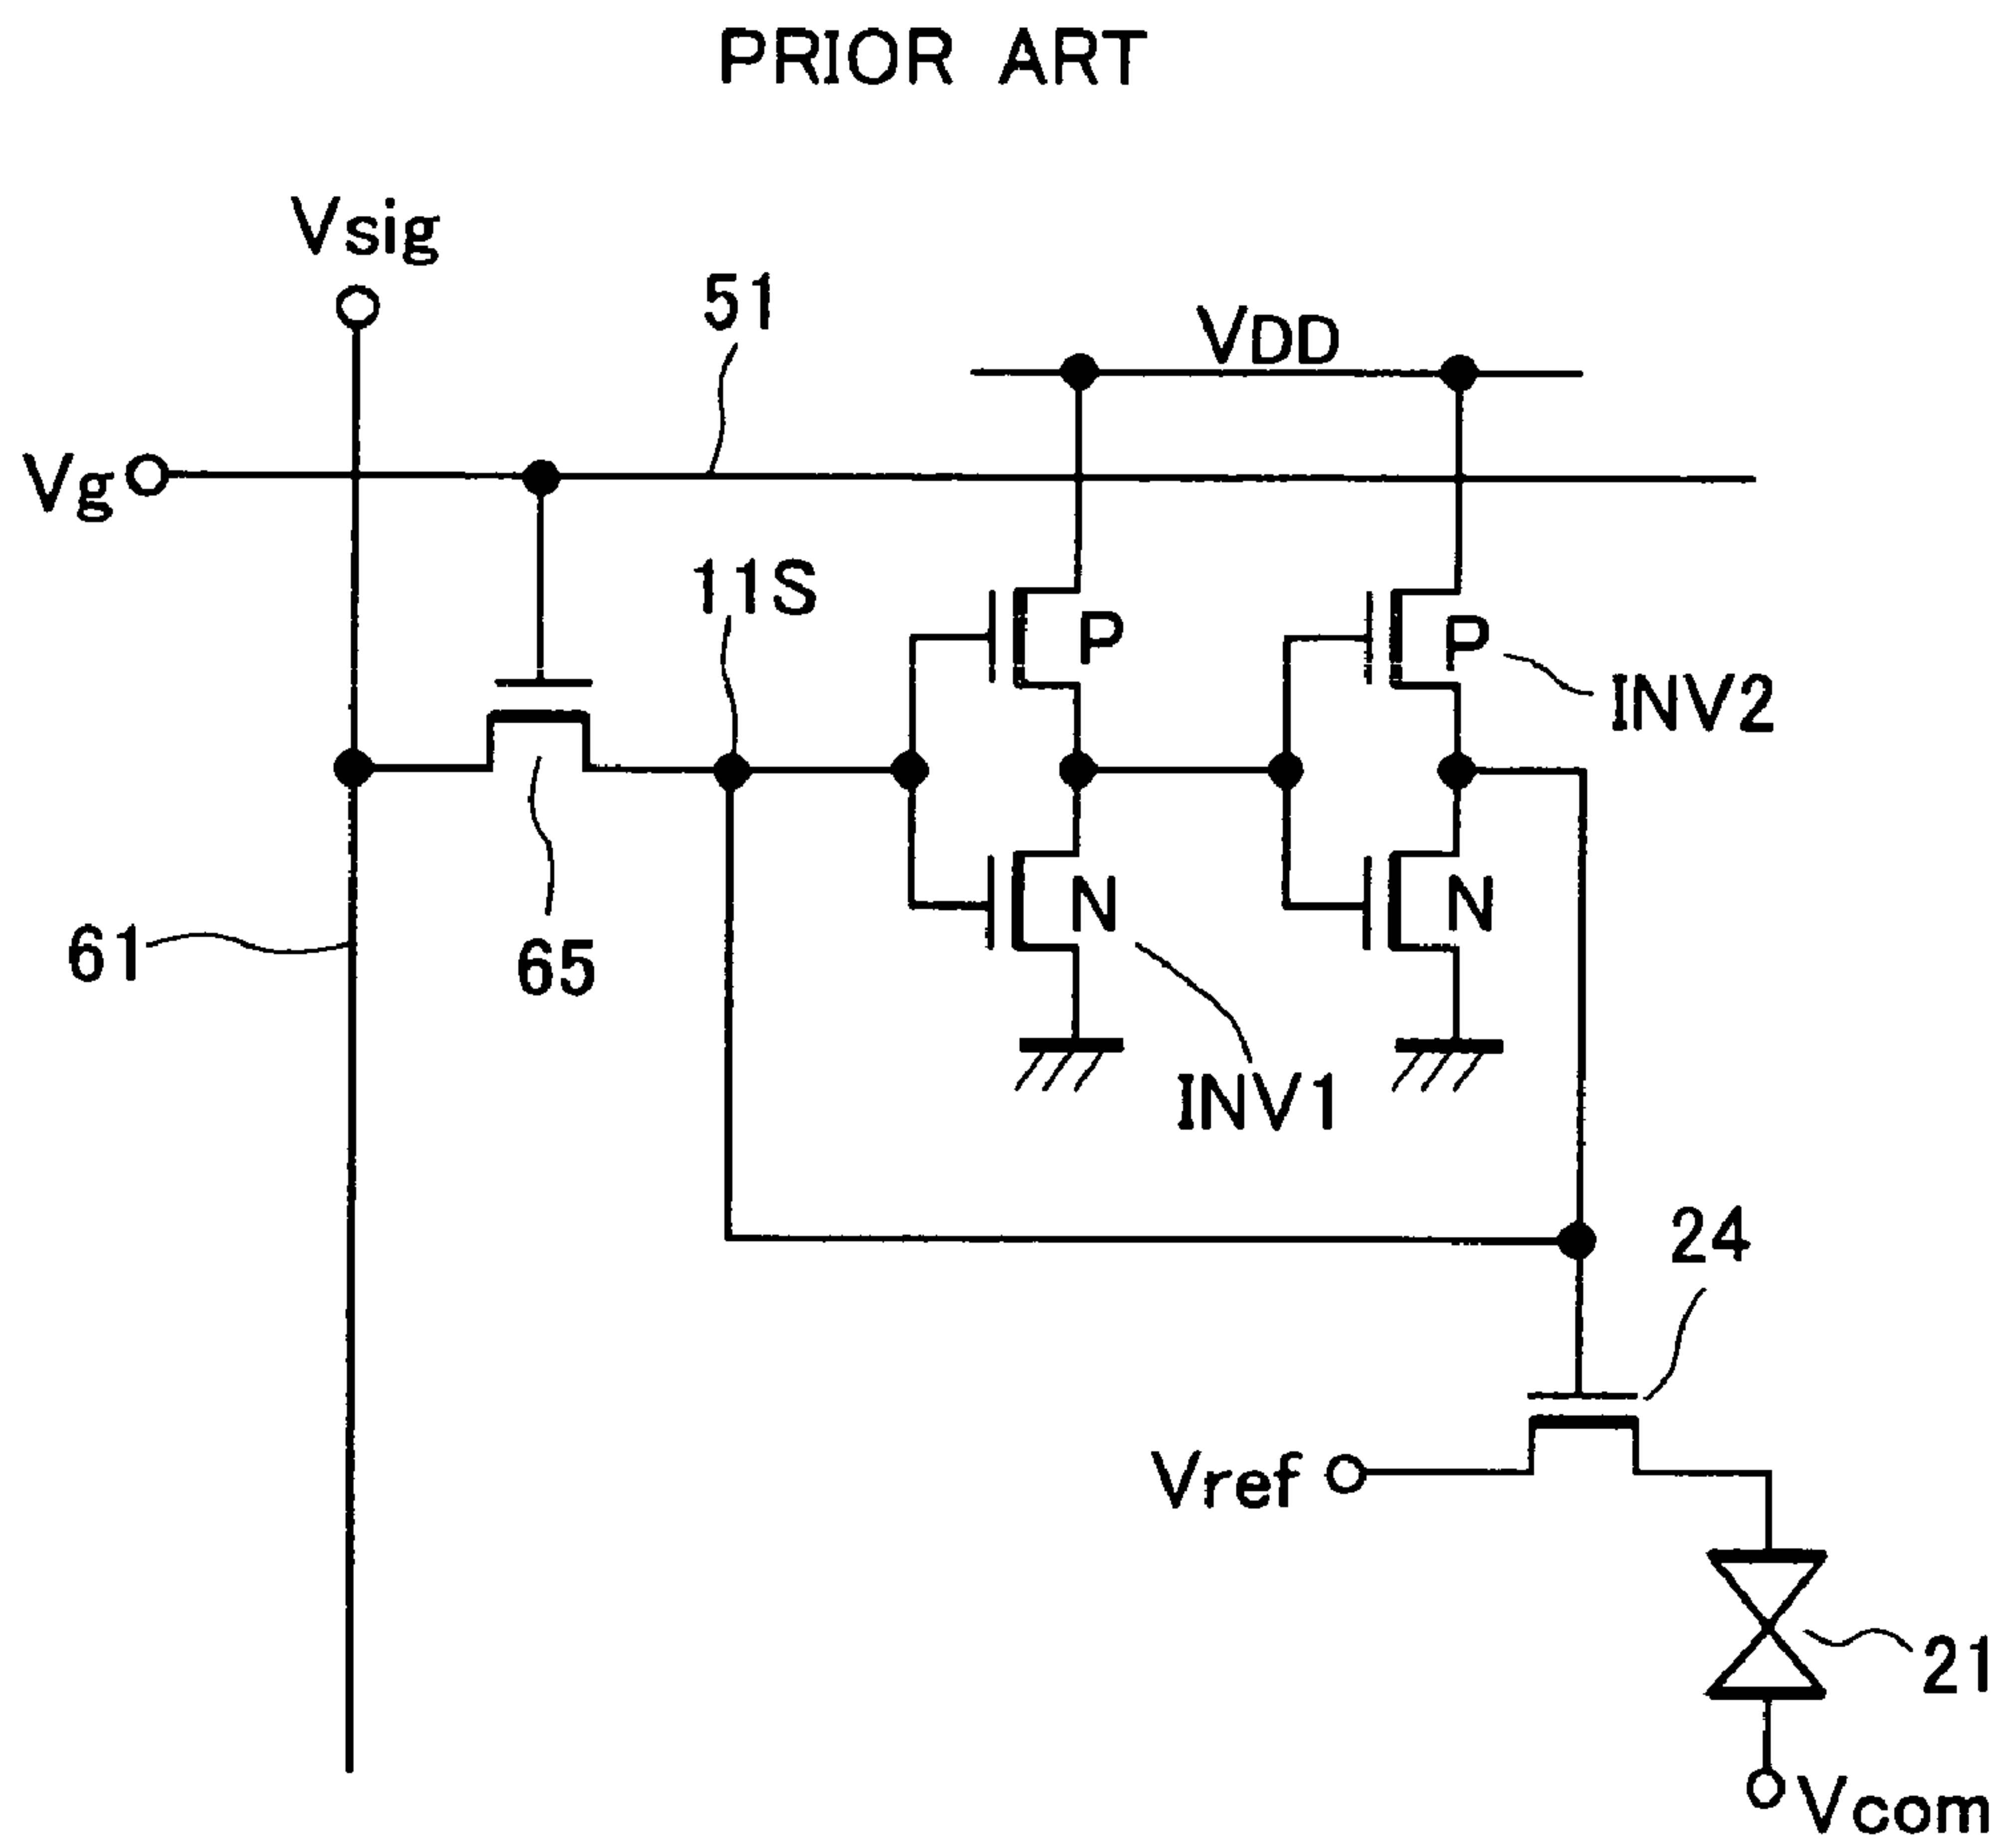 PRIOR ART
Vsig
51
VDD
Vg
11S
P
P
INV2
N
N
61
65
INV1
24
Vref
21
Vcom